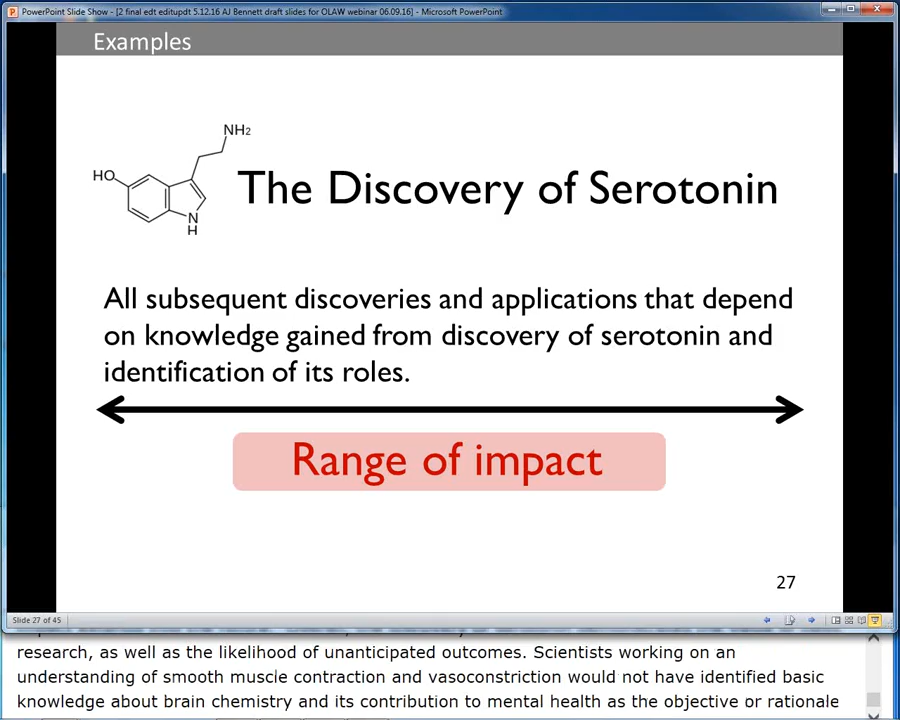 PowerPoint Slide Show - [2 final edt editupdt 5.12.16 AJ Bennett draft slides for OLAW webinar 06.09.16] - Microsoft PowerPoint
Examples
NH2
HO
N
H
The Discovery of Serotonin
All subsequent discoveries and applications that depend
on knowledge gained from discovery of serotonin and
identification of its roles.
Range of impact
27
Slide 27 of 45
research, as well as the likelihood of unanticipated outcomes. Scientists working on an
understanding of smooth muscle contraction and vasoconstriction would not have identified basic
knowledge about brain chemistry and its contribution to mental health as the objective or rationale